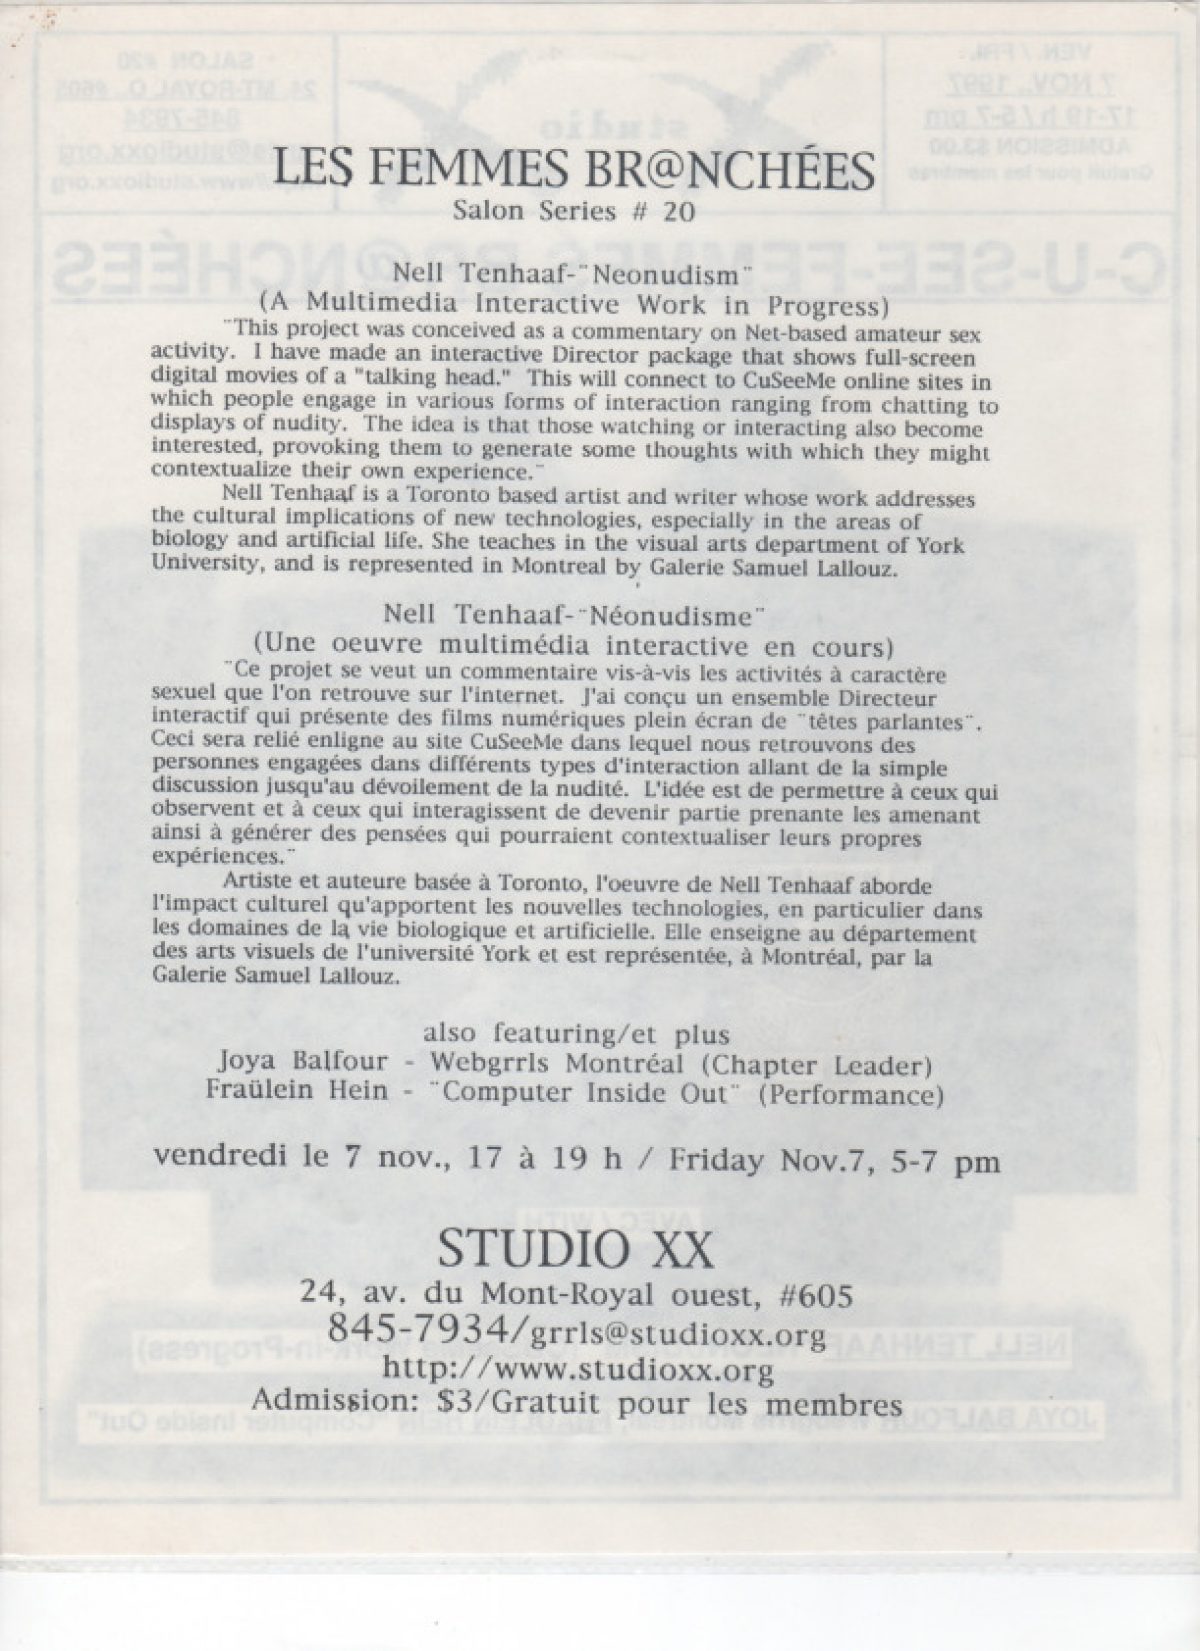 LES FEMMES BR@NCHÉES
Salon Series # 20
Nell Tenhaaf-¨Neonudism¨
(A Multimedia Interactive Work in Progress)
¨This project was conceived as a commentary on Net-based amateur sex
activity. I have made an interactive Director package that shows full-screen
digital movies of a "talking head." This will connect to CuSeeMe online sites in
which people engage in various forms of interaction ranging from chatting to
displays of nudity. The idea is that those watching or interacting also become
interested, provoking them to generate some thoughts with which they might
contextualize their own experience.¨
Nell Tenhaaf is a Toronto based artist and writer whose work addresses
the cultural implications of new technologies, especially in the areas of
biology and artificial life. She teaches in the visual arts department of York
University, and is represented in Montreal by Galerie Samuel Lallouz.
Nell Tenhaaf-¨Néonudisme¨
(Une oeuvre multimédia interactive en cours)
¨Ce projet se veut un commentaire vis-à-vis les activités à caractère
sexuel que l'on retrouve sur l'internet. J'ai conçu un ensemble Directeur
interactif qui présente des films numériques plein écran de ¨têtes parlantes¨.
Ceci sera relié enligne au site CuSeeMe dans lequel nous retrouvons des
personnes engagées dans différents types d'interaction allant de la simple
discussion jusqu'au dévoilement de la nudité. L'idée est de permettre à ceux qui
observent et à ceux qui interagissent de devenir partie prenante les amenant
ainsi à générer des pensées qui pourraient contextualiser leurs propres
expériences.¨
Artiste et auteure basée à Toronto, l'oeuvre de Nell Tenhaaf aborde
l'impact culturel qu'apportent les nouvelles technologies, en particulier dans
les domaines de la vie biologique et artificielle. Elle enseigne au département
des arts visuels de l'université York et est représentée, à Montréal, par la
Galerie Samuel Lallouz.
also featuring/et plus
Joya Balfour - Webgrrls Montréal (Chapter Leader)
Fraülein Hein - ¨Computer Inside Out¨ (Performance)
vendredi le 7 nov., 17 à 19 h / Friday Nov.7, 5-7 pm
STUDIO XX
24, av. du Mont-Royal ouest, #605
845-7934/grrls@studioxx.org
http://www.studioxx.org
Admission: $3/Gratuit pour les membres